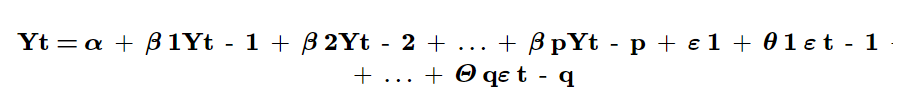 Yt = α + β1Yt - 1 + β2Yt - 2 + ... + βpYt - p + ε1 + θ1εt - 1
+ ... + Θqεt - q